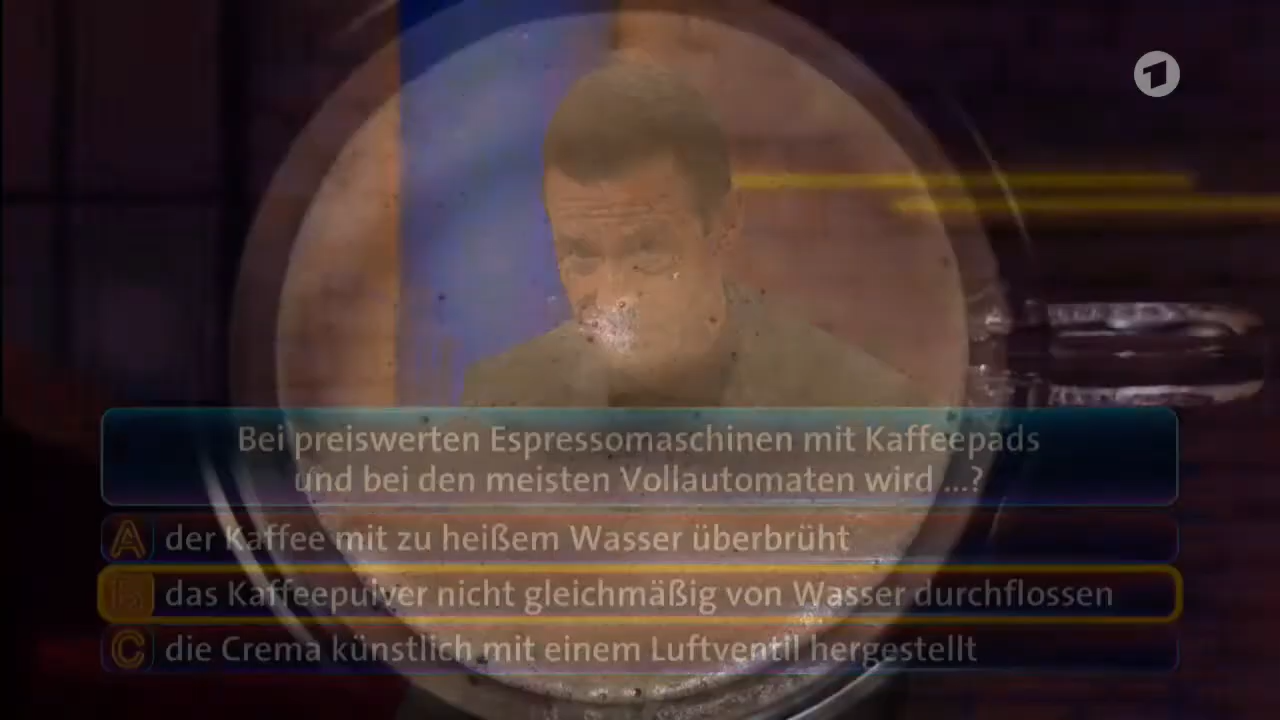 1
Bei preiswerten Espressomaschinen mit Kaffeepads
und bei den meisten Vollautomaten wird ...?
A der Kaffee mit zu heißem Wasser überbrüht
B das Kaffeepulver nicht gleichmäßig von Wasser durchflossen
C die Crema künstlich mit einem Luftventil hergestellt